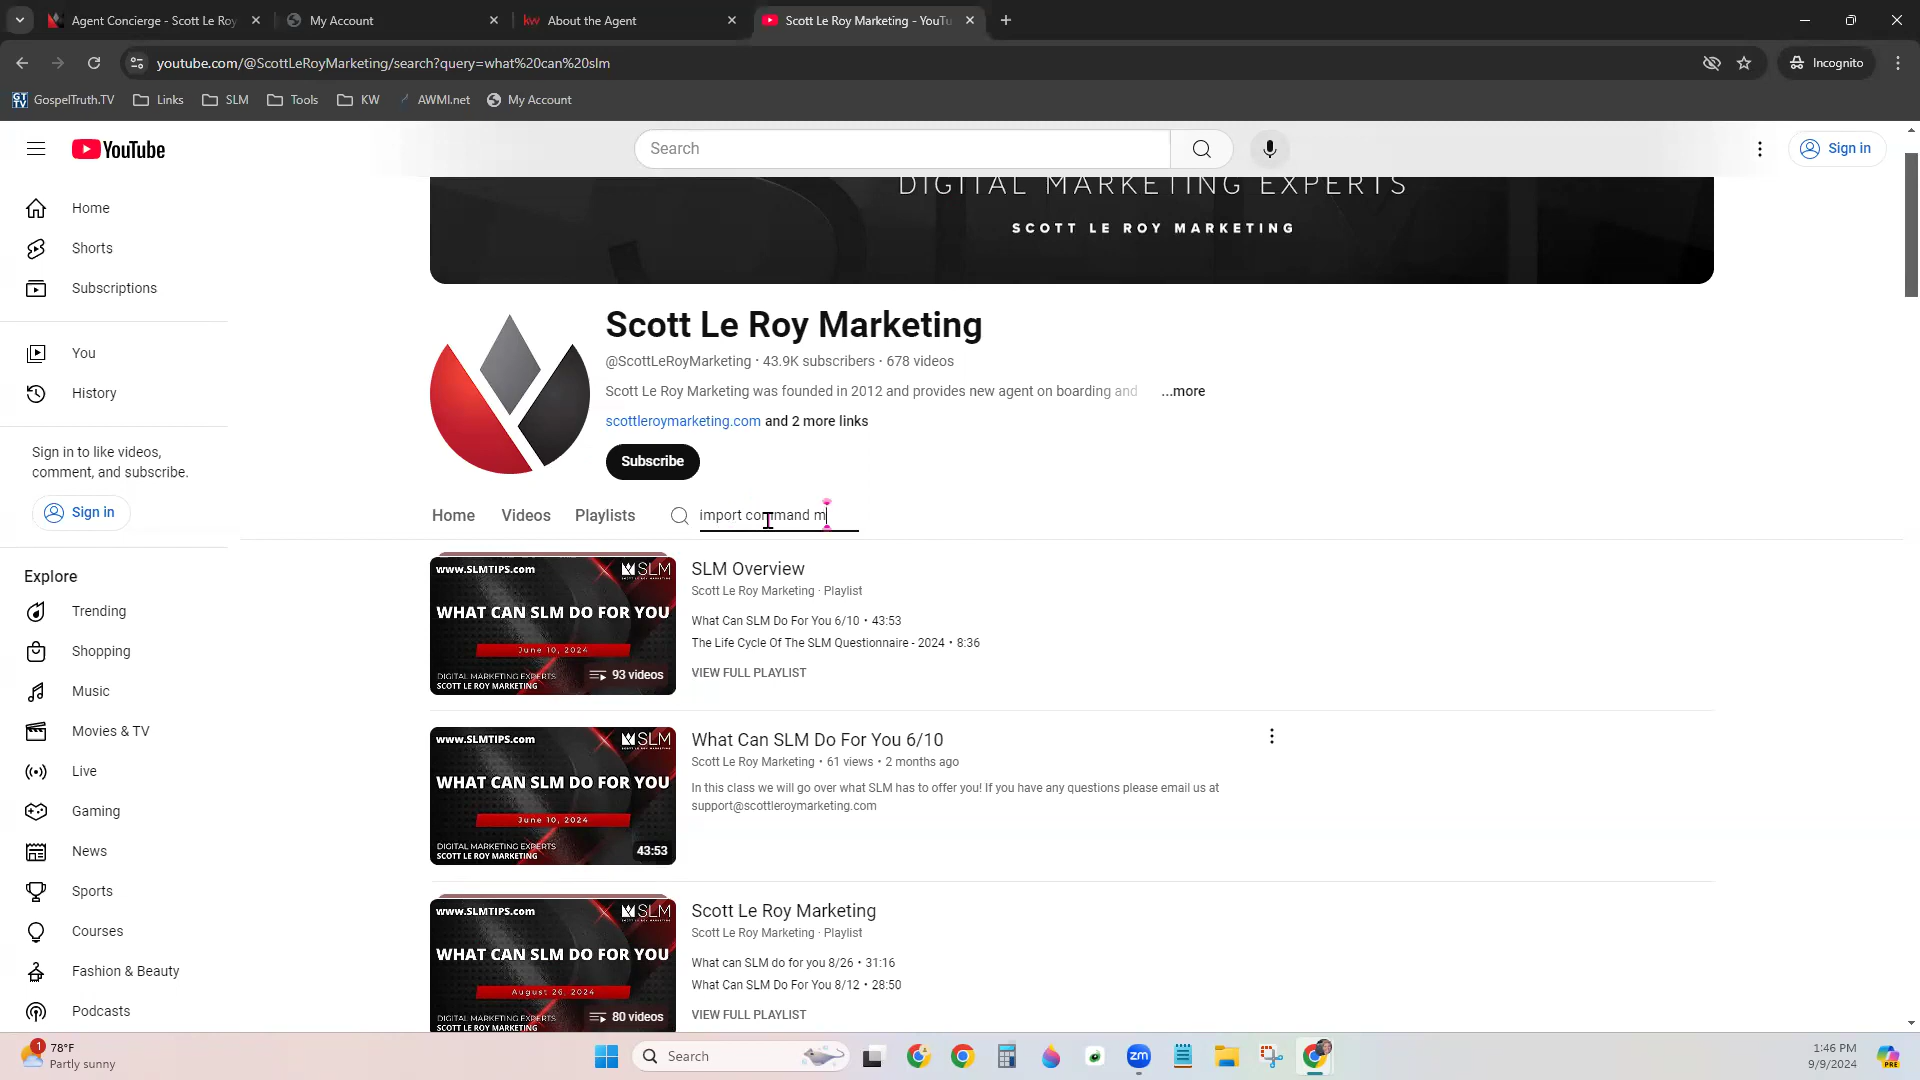 Agent Concierge - Scott Le Roy
My Account
kw About the Agent
Scott Le Roy Marketing - YouTu
youtube.com/@ScottLeRoyMarketing/search?query=what%20can%20slm
Incognito
GT TV GospelTruth.TV
Links
SLM
Tools
KW
AWMI.net
My Account
YouTube
Search
Sign in
Home
Shorts
Subscriptions
You
History
Sign in to like videos,
comment, and subscribe.
Sign in
Explore
Trending
Shopping
Music
Movies & TV
Live
Gaming
News
Sports
Courses
Fashion & Beauty
Podcasts
DIGITAL MARKETING EXPERTS
SCOTT LE ROY MARKETING
Scott Le Roy Marketing
@ScottLeRoyMarketing • 43.9K subscribers • 678 videos
Scott Le Roy Marketing was founded in 2012 and provides new agent on boarding and ...more
scottleroymarketing.com and 2 more links
Subscribe
Home Videos Playlists import command m
www.SLMTIPS.com SLM
WHAT CAN SLM DO FOR YOU
June 10, 2024
DIGITAL MARKETING EXPERTS
SCOTT LE ROY MARKETING
93 videos
SLM Overview
Scott Le Roy Marketing · Playlist
What Can SLM Do For You 6/10 • 43:53
The Life Cycle Of The SLM Questionnaire - 2024 • 8:36
VIEW FULL PLAYLIST
www.SLMTIPS.com SLM
WHAT CAN SLM DO FOR YOU
June 10, 2024
DIGITAL MARKETING EXPERTS
SCOTT LE ROY MARKETING
43:53
What Can SLM Do For You 6/10
Scott Le Roy Marketing • 61 views • 2 months ago
In this class we will go over what SLM has to offer you! If you have any questions please email us at
support@scottleroymarketing.com
www.SLMTIPS.com SLM
WHAT CAN SLM DO FOR YOU
August 26, 2024
DIGITAL MARKETING EXPERTS
SCOTT LE ROY MARKETING
80 videos
Scott Le Roy Marketing
Scott Le Roy Marketing · Playlist
What can SLM do for you 8/26 • 31:16
What Can SLM Do For You 8/12 • 28:50
VIEW FULL PLAYLIST
1
78°F
Partly sunny
Search
zm
1:46 PM
9/9/2024
PRE